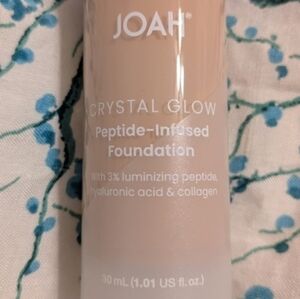 JOAH®
CRYSTAL GLOW
Peptide-Infused
Foundation
With 3% luminizing peptide,
hyaluronic acid & collagen
30 mL (1.01 US fl. oz.)